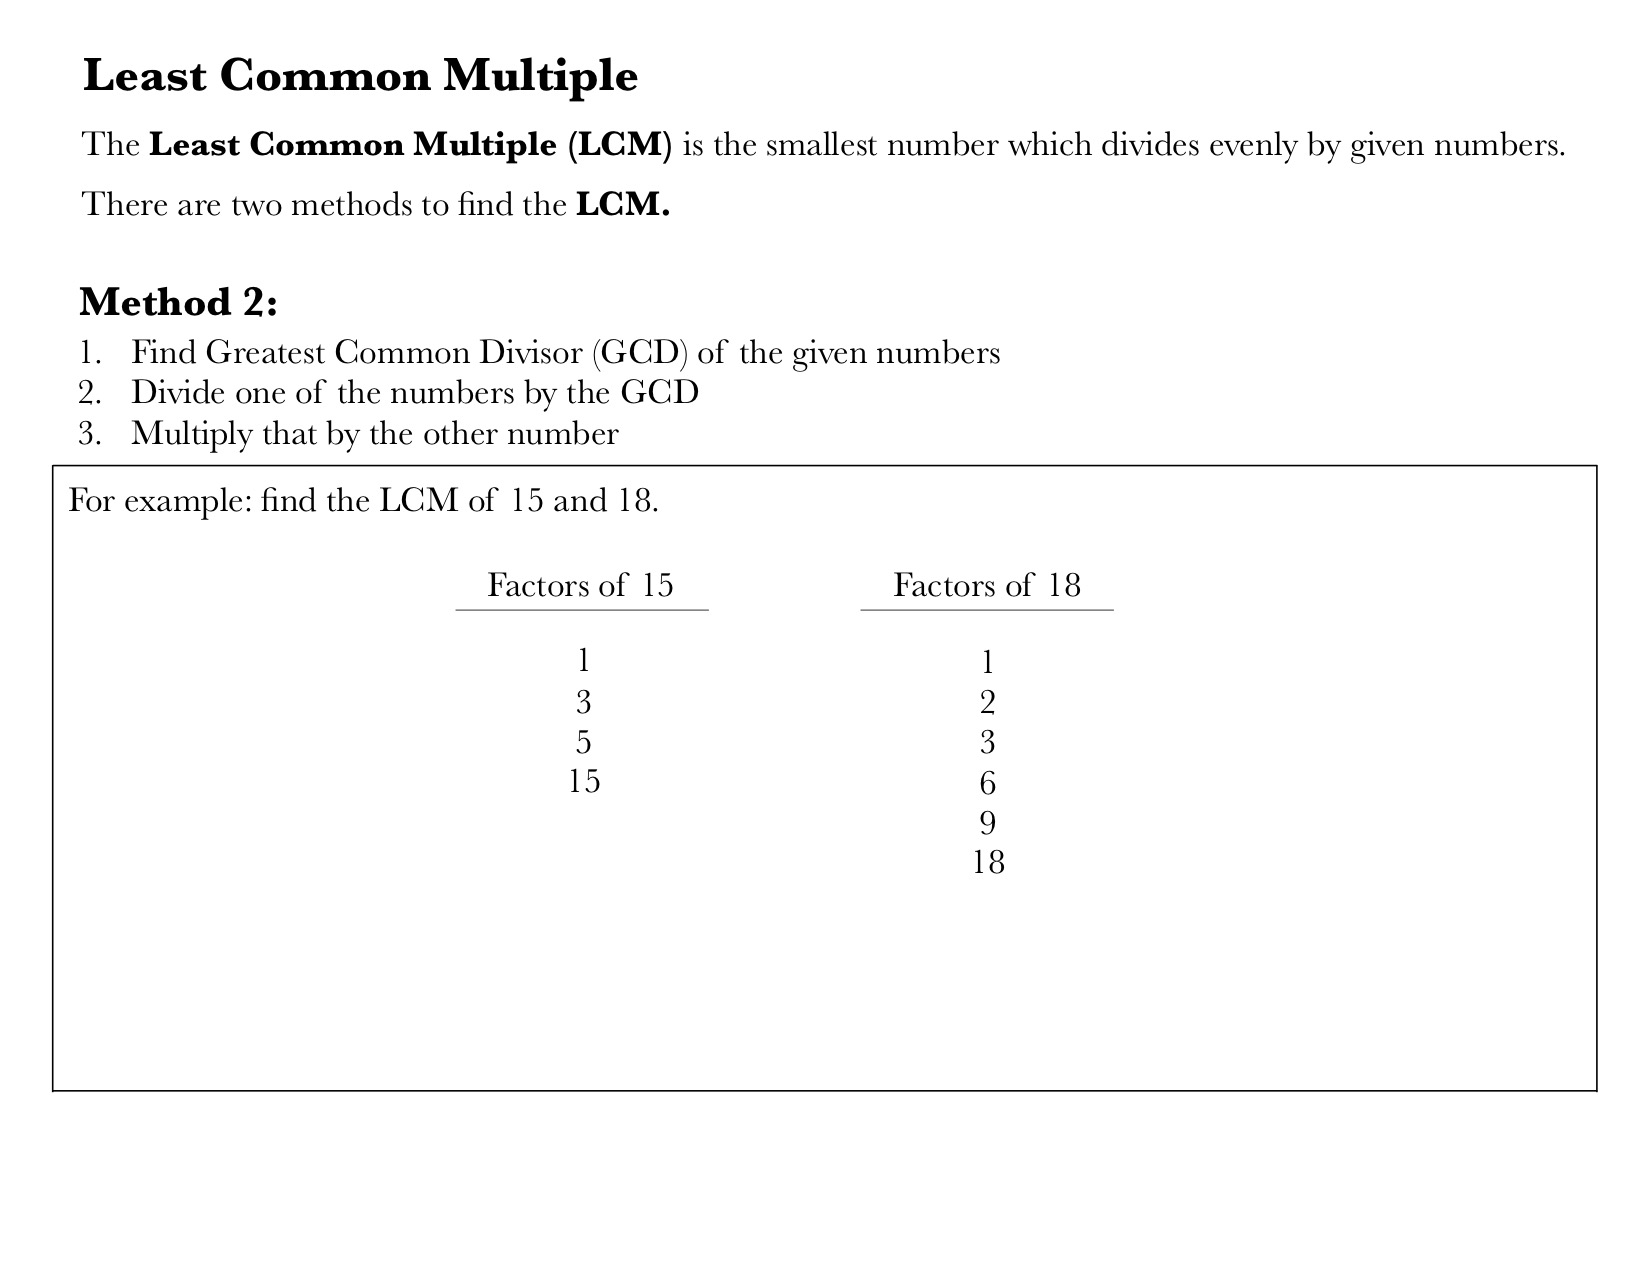 Least Common Multiple
The Least Common Multiple (LCM) is the smallest number which divides evenly by given numbers.
There are two methods to find the LCM.
Method 2:
1. Find Greatest Common Divisor (GCD) of the given numbers
2. Divide one of the numbers by the GCD
3. Multiply that by the other number
For example: find the LCM of 15 and 18.
Factors of 15
1
3
5
15
Factors of 18
1
2
3
6
9
18